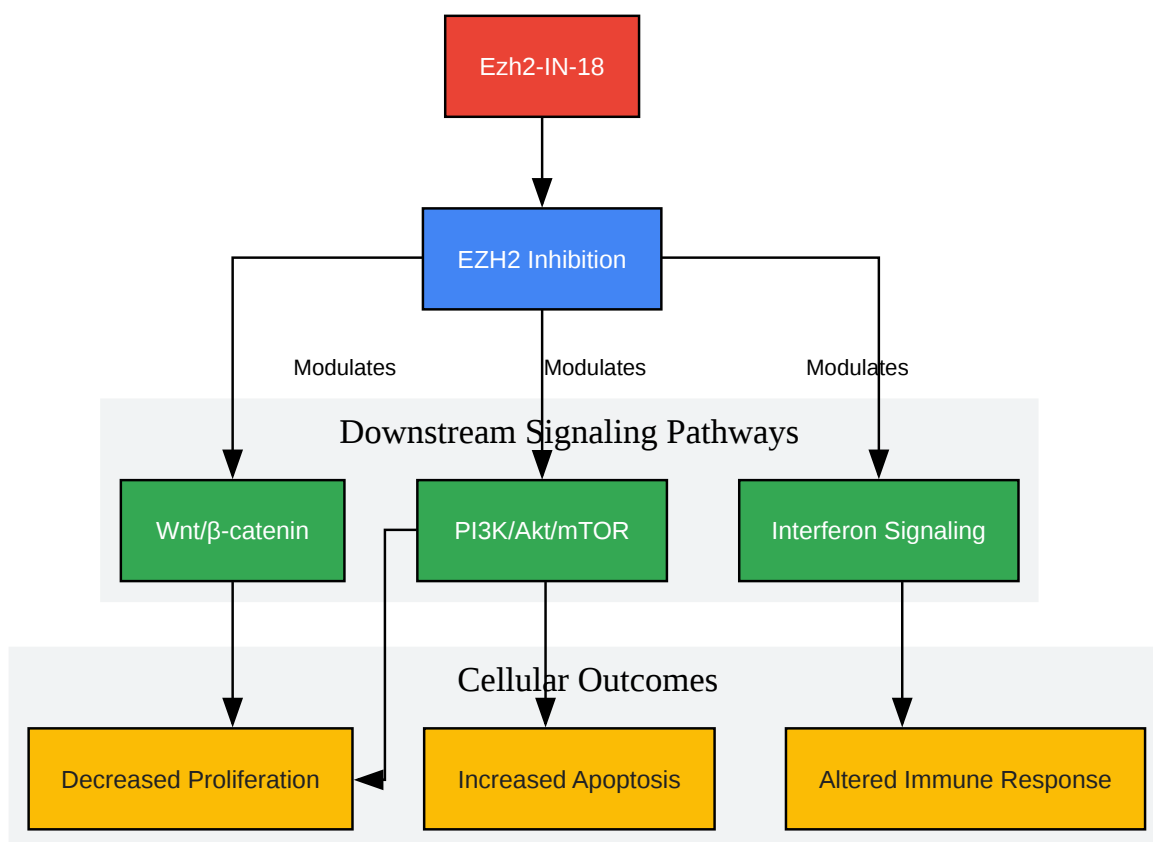 Ezh2-IN-18
EZH2 Inhibition
Modulates
Modulates
Modulates
Downstream Signaling Pathways
Wnt/β-catenin
PI3K/Akt/mTOR
Interferon Signaling
Cellular Outcomes
Decreased Proliferation
Increased Apoptosis
Altered Immune Response